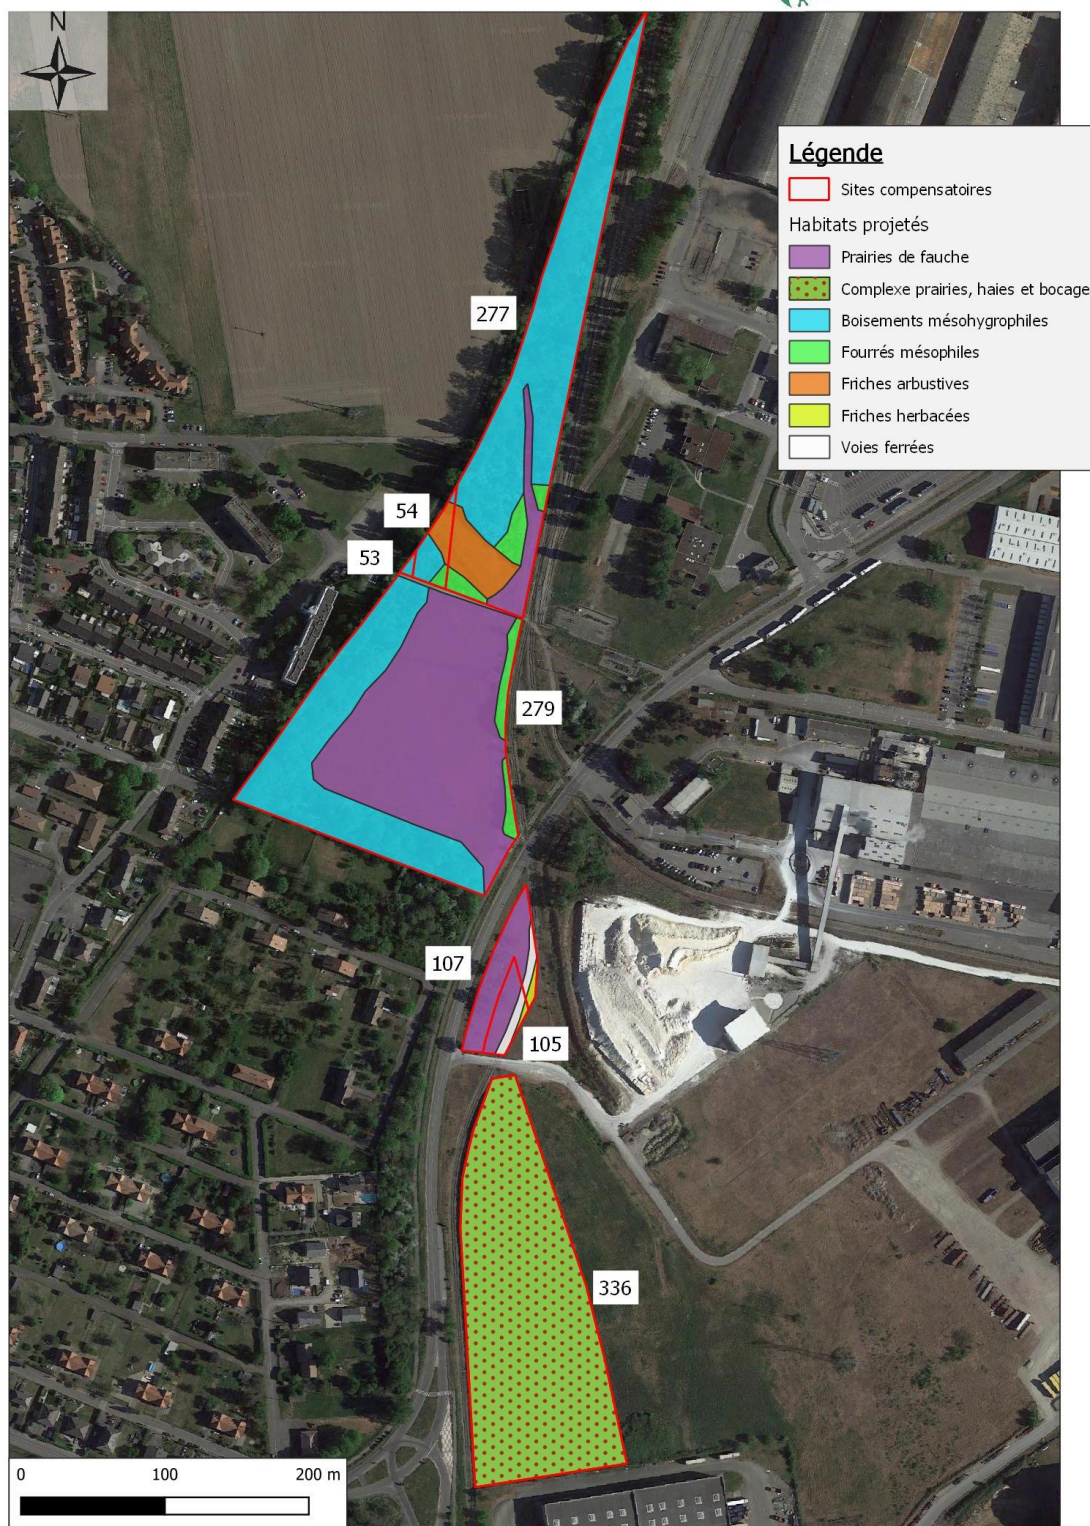 N
Légende
Sites compensatoires
Habitats projetés
Prairies de fauche
Complexe prairies, haies et bocage
Boisements mésohygrophiles
Fourrés mésophiles
Friches arbustives
Friches herbacées
Voies ferrées
277
54
53
279
107
105
336
0 100 200 m